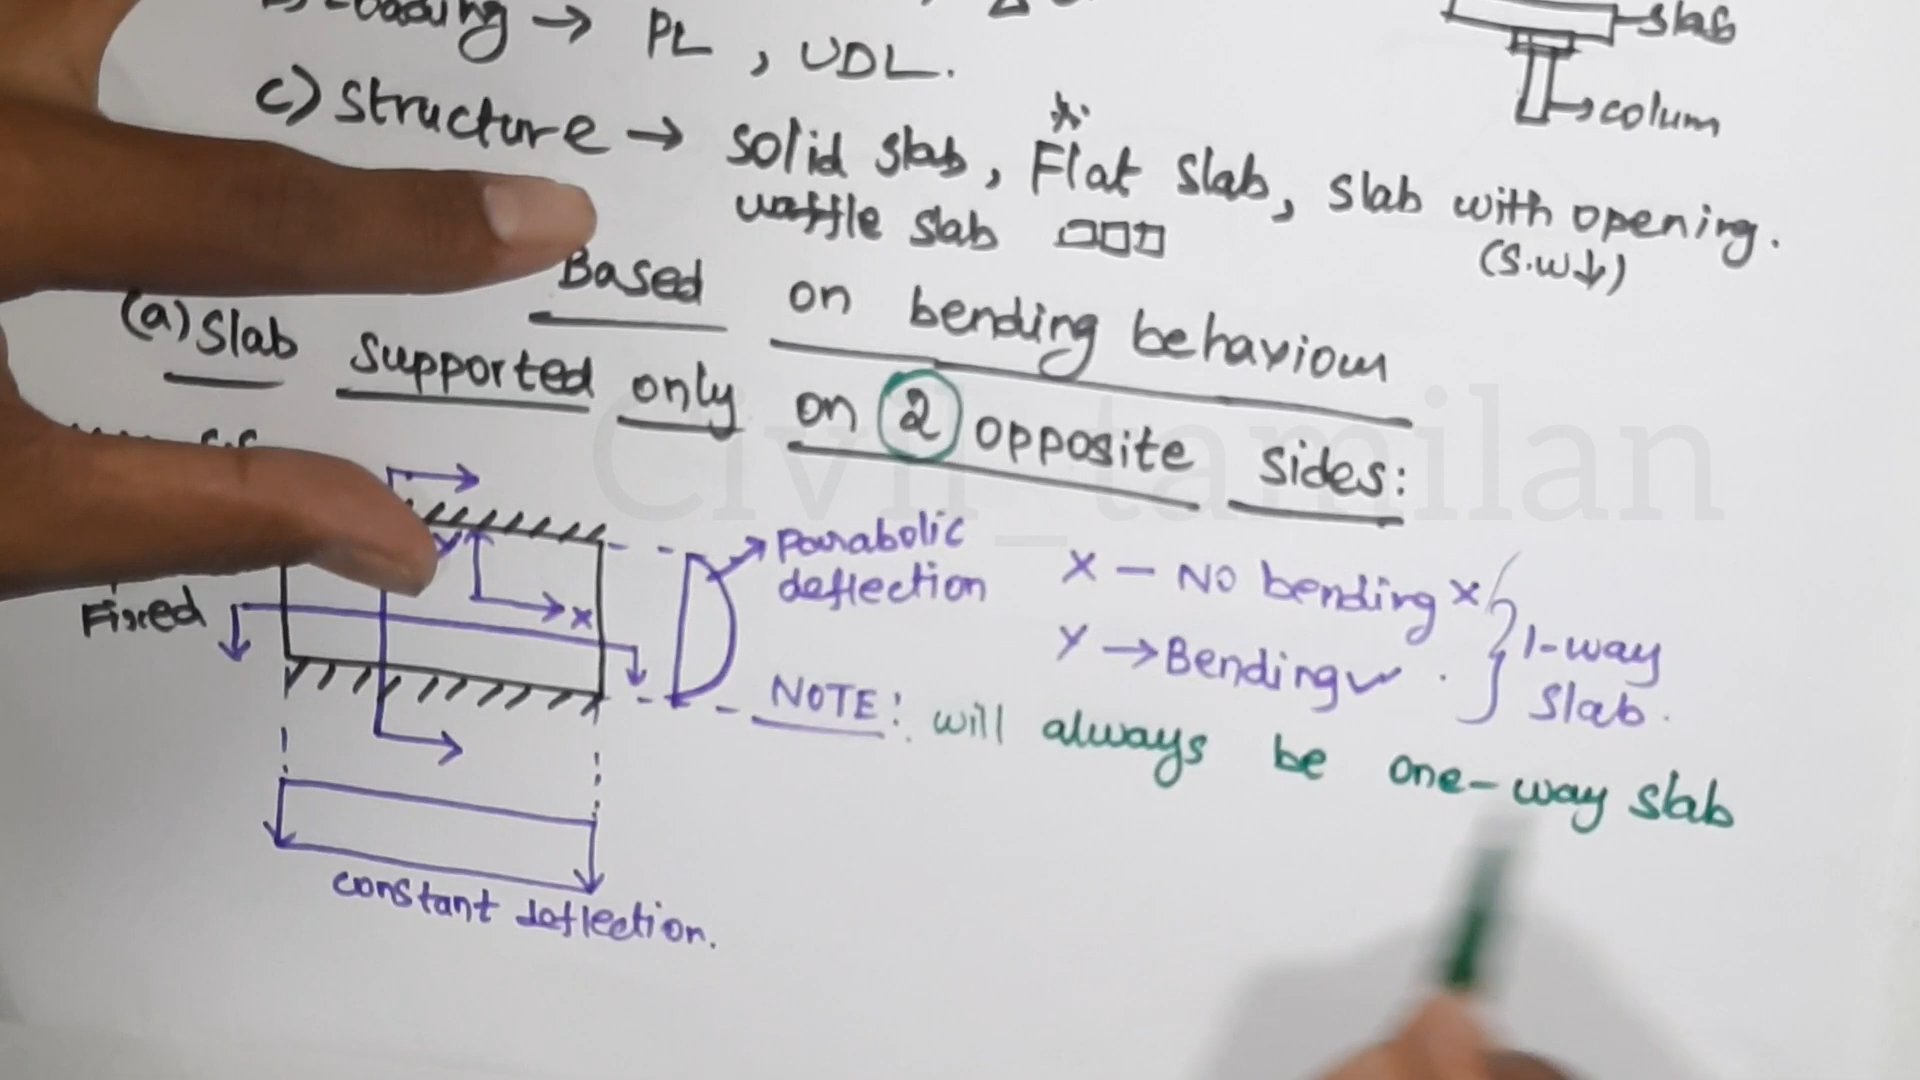 Loading → PL, UDL.
slab
colum
c) Structure → solid slab, Flat slab, slab with opening.
waffle slab
(S.W↓)
Based on bending behaviour
(a) Slab supported only on 2 opposite sides:
Civil_tamilan
Parabolic
deflection
Y
X
Fixed
X - NO bending x
Y → Bending ✓.
1-way
slab.
NOTE: will always be one-way slab
constant deflection.